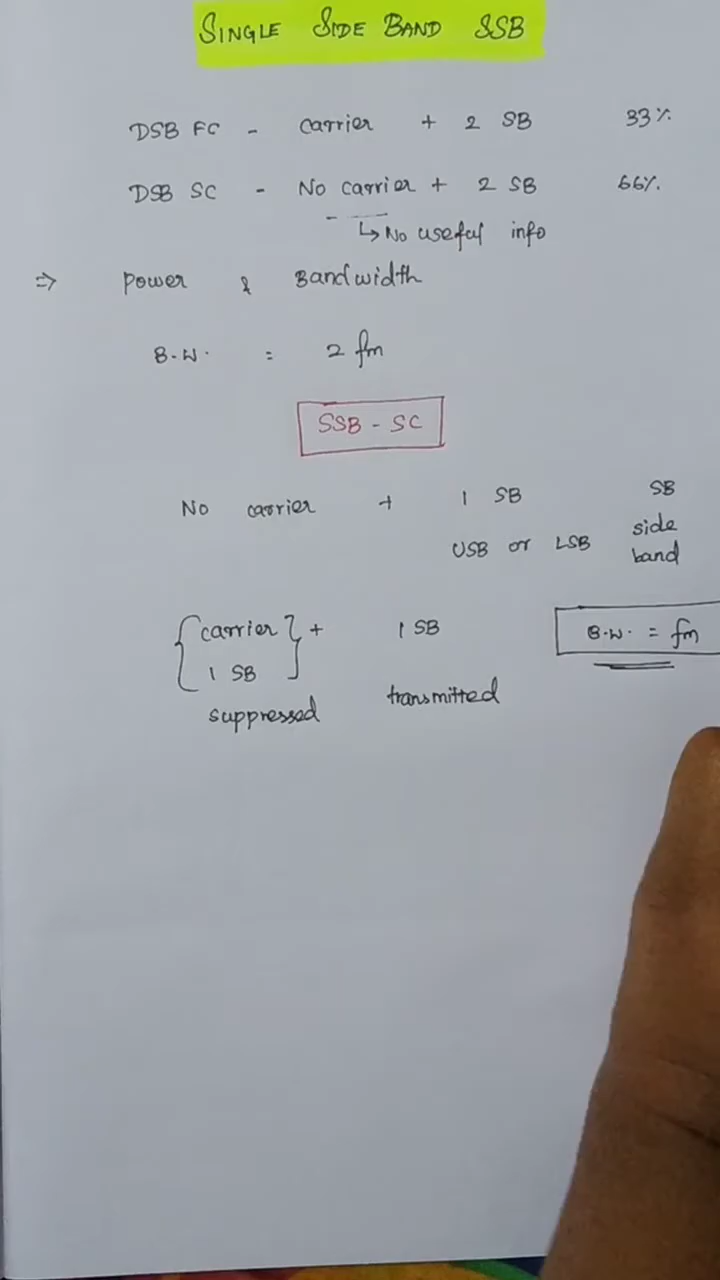 SINGLE SIDE BAND SSB
DSB FC - carrier + 2 SB 33%
DSB SC - No carrier + 2 SB 66%.
↳ No useful info
⇒ power & Bandwidth
B.W. = 2 fm
SSB - SC
No carrier + 1 SB SB
USB or LSB side band
{carrier} + 1 SB B.W. = fm
1 SB
suppressed transmitted